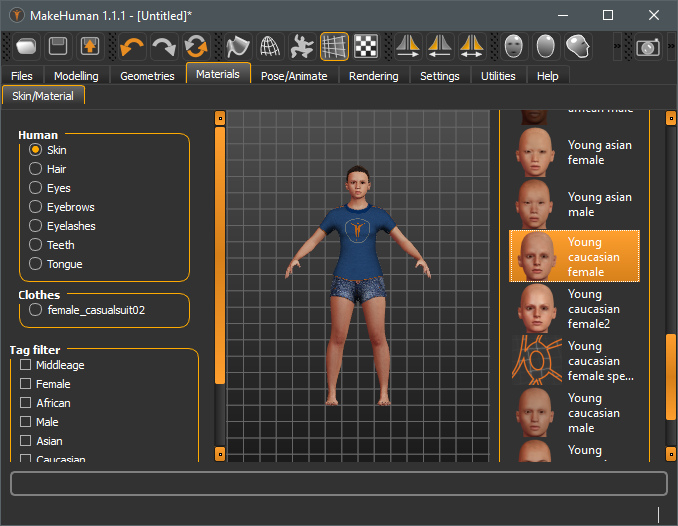 MakeHuman 1.1.1 - [Untitled]*
Files Modelling Geometries Materials Pose/Animate Rendering Settings Utilities Help
Skin/Material
Human
Skin
Hair
Eyes
Eyebrows
Eyelashes
Teeth
Tongue
Clothes
female_casualsuit02
Tag filter
Middleage
Female
African
Male
Asian
Caucasian
african male
Young asian
female
Young asian
male
Young
caucasian
female
Young
caucasian
female2
Young
caucasian
female spe...
Young
caucasian
male
Young